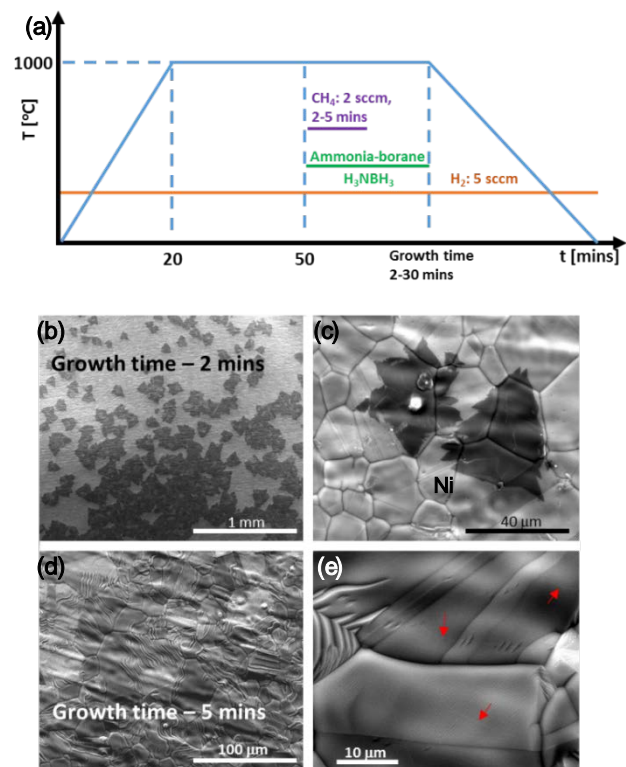 (a)
1000
T [°C]
CH₄: 2 sccm,
2-5 mins
Ammonia-borane
H₃NBH₃
H₂: 5 sccm
20
50
Growth time
2-30 mins
t [mins]
(b)
Growth time – 2 mins
1 mm
(c)
Ni
40 μm
(d)
Growth time – 5 mins
100 μm
(e)
10 μm